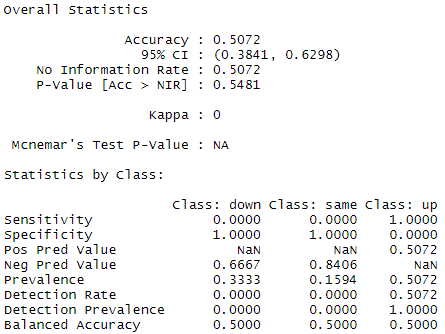 Overall Statistics
Accuracy : 0.5072
95% CI : (0.3841, 0.6298)
No Information Rate : 0.5072
P-Value [Acc > NIR] : 0.5481
Kappa : 0
Mcnemar's Test P-Value : NA
Statistics by Class:
Class: down Class: same Class: up
Sensitivity 0.0000 0.0000 1.0000
Specificity 1.0000 1.0000 0.0000
Pos Pred Value NaN NaN 0.5072
Neg Pred Value 0.6667 0.8406 NaN
Prevalence 0.3333 0.1594 0.5072
Detection Rate 0.0000 0.0000 0.5072
Detection Prevalence 0.0000 0.0000 1.0000
Balanced Accuracy 0.5000 0.5000 0.5000